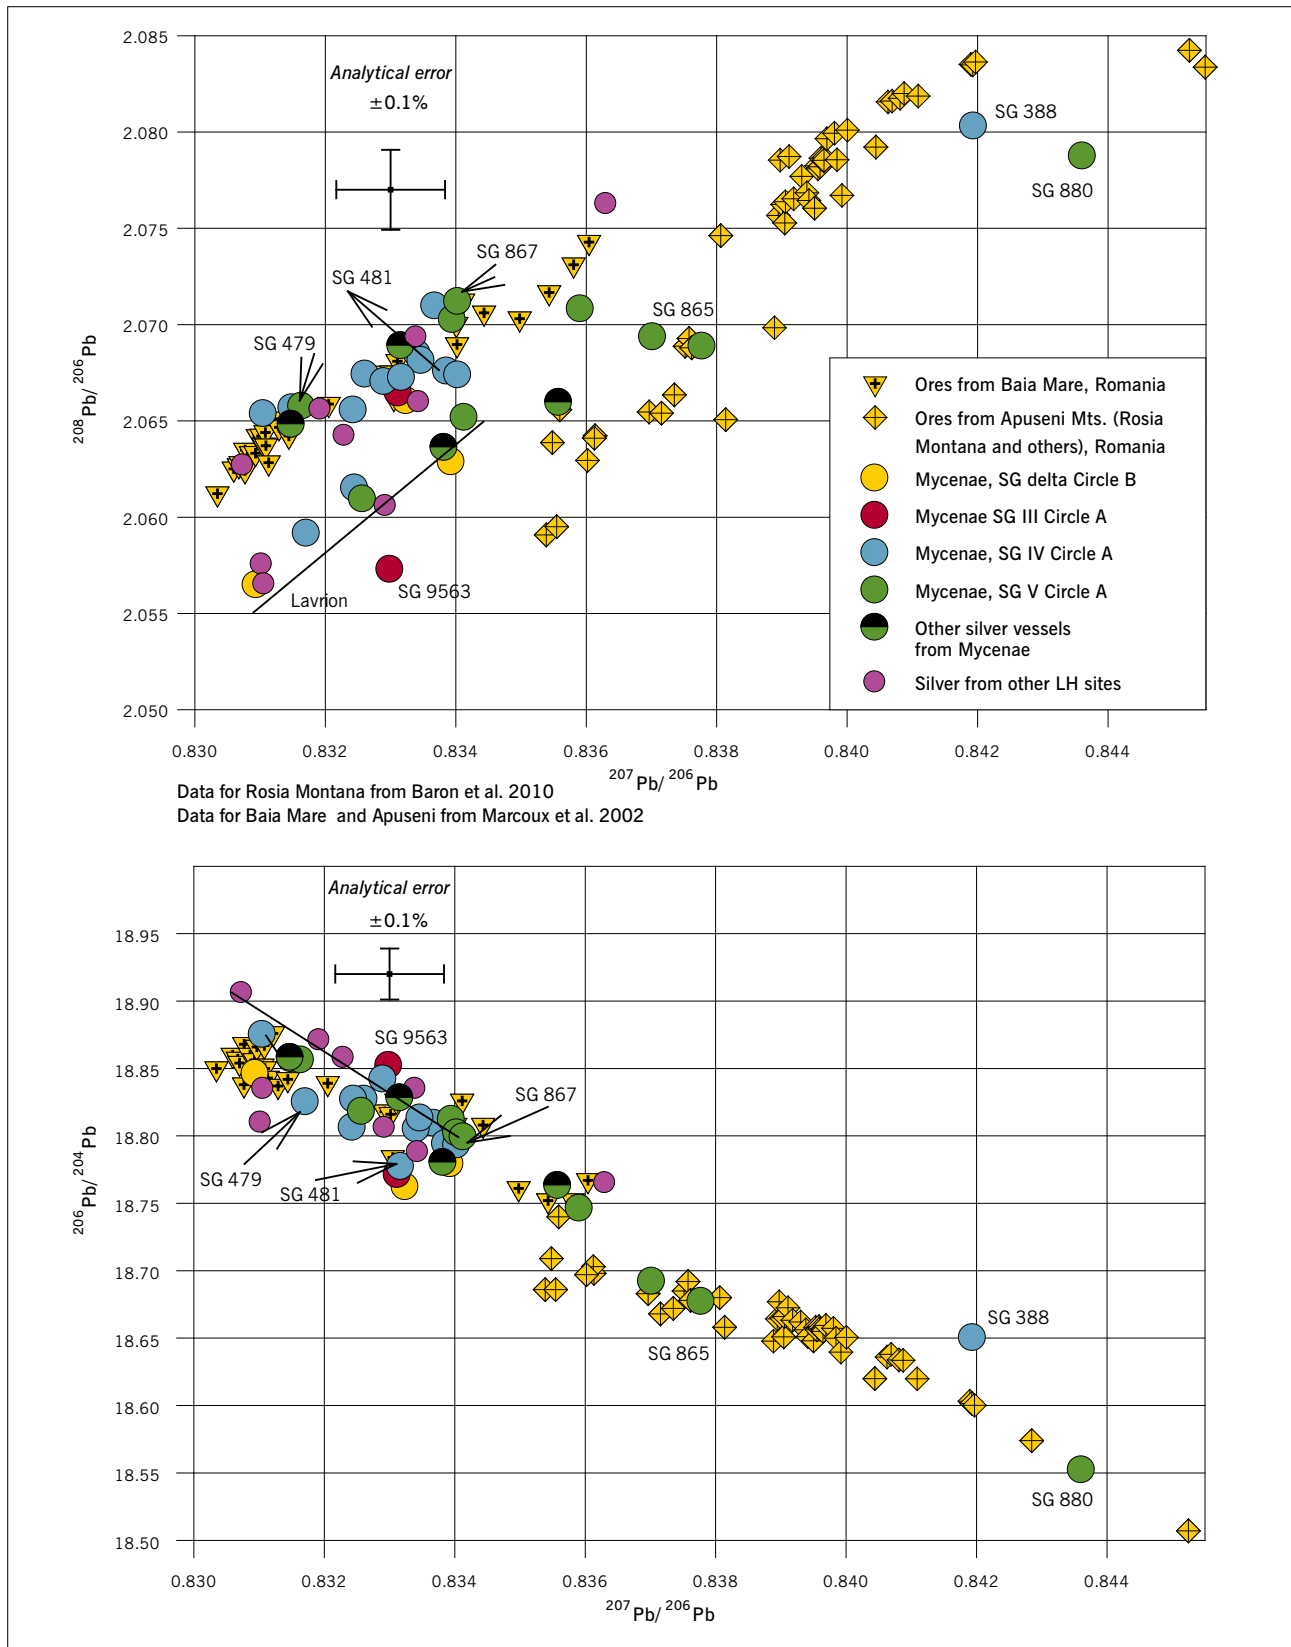 2.085
2.080
2.075
2.070
2.065
2.060
2.055
2.050
208Pb/ 206Pb
Analytical error
±0.1%
SG 388
SG 880
SG 867
SG 481
SG 865
SG 479
SG 9563
Lavrion
Ores from Baia Mare, Romania
Ores from Apuseni Mts. (Rosia
Montana and others), Romania
Mycenae, SG delta Circle B
Mycenae SG III Circle A
Mycenae, SG IV Circle A
Mycenae, SG V Circle A
Other silver vessels
from Mycenae
Silver from other LH sites
0.830 0.832 0.834 0.836 0.838 0.840 0.842 0.844
207Pb/ 206Pb
Data for Rosia Montana from Baron et al. 2010
Data for Baia Mare and Apuseni from Marcoux et al. 2002
18.95
18.90
18.85
18.80
18.75
18.70
18.65
18.60
18.55
18.50
206Pb/ 204Pb
Analytical error
±0.1%
SG 9563
SG 867
SG 479
SG 481
SG 388
SG 865
SG 880
0.830 0.832 0.834 0.836 0.838 0.840 0.842 0.844
207Pb/ 206Pb